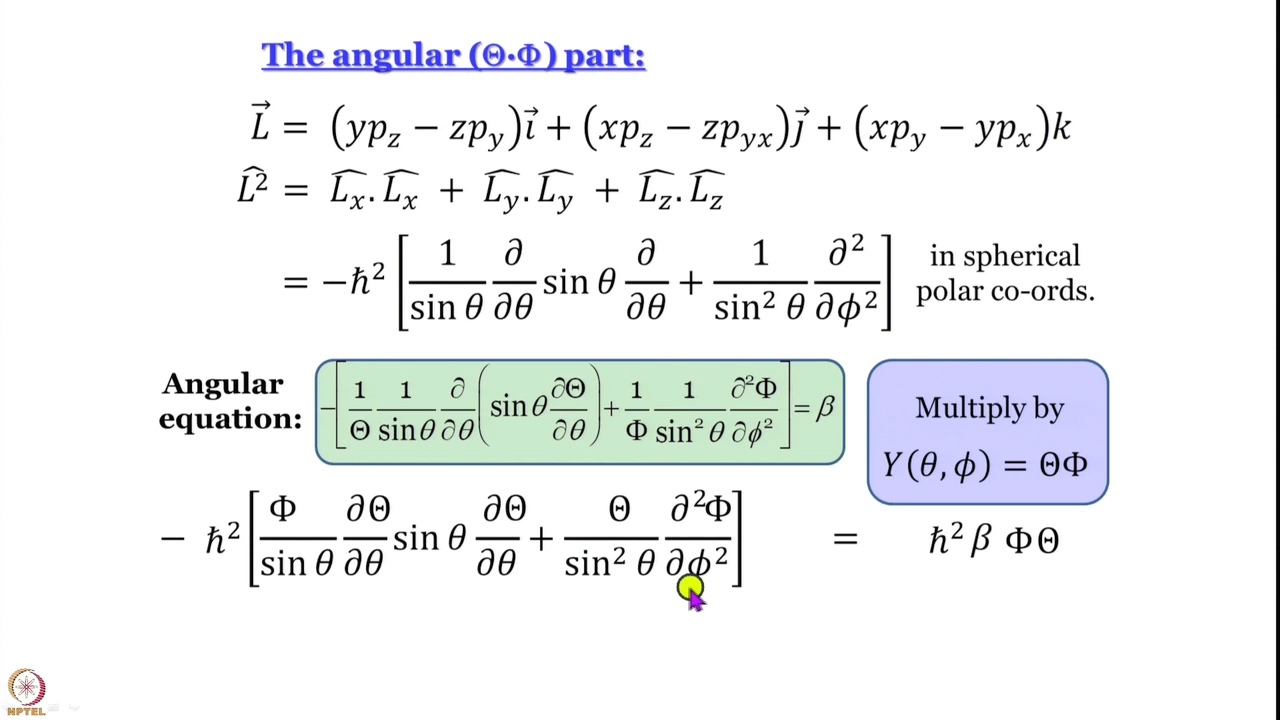 The angular (Θ·Φ) part:
L⃗ = (yp_z − zp_y)i⃗ + (xp_z − zp_yx)j⃗ + (xp_y − yp_x)k
L̂² = L̂_x.L̂_x + L̂_y.L̂_y + L̂_z.L̂_z
= −ħ² [1/sin θ ∂/∂θ sin θ ∂/∂θ + 1/sin² θ ∂²/∂ϕ²] in spherical polar co-ords.
Angular equation:
−[1/Θ 1/sinθ ∂/∂θ (sinθ ∂Θ/∂θ) + 1/Φ 1/sin² θ ∂²Φ/∂ϕ²] = β
Multiply by
Y(θ, ϕ) = ΘΦ
− ħ² [Φ/sin θ ∂Θ/∂θ sin θ ∂Θ/∂θ + Θ/sin² θ ∂²Φ/∂ϕ²] = ħ² β ΦΘ
NPTEL